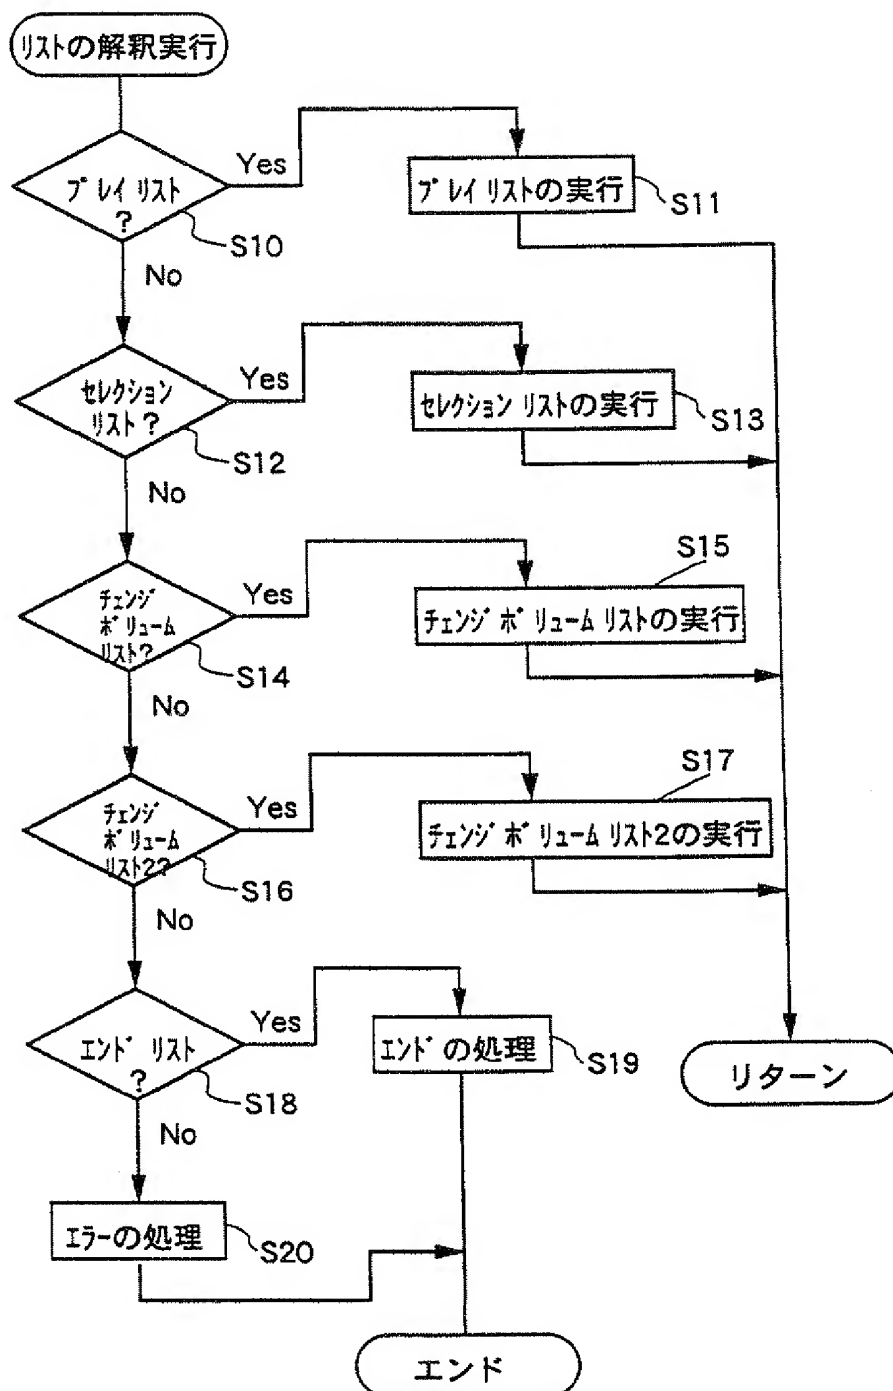 リストの解釈実行
Yes
プレイ リスト
?
S10
プレイ リストの実行
S11
No
Yes
セレクション
リスト?
S12
セレクション リストの実行
S13
No
Yes
チェンジ
ボリューム
リスト?
S14
S15
チェンジ ボリューム リストの実行
No
Yes
チェンジ
ボリューム
リスト2?
S16
S17
チェンジ ボリューム リスト2の実行
No
Yes
エンド リスト
?
S18
エンドの処理
S19
リターン
No
エラーの処理
S20
エンド